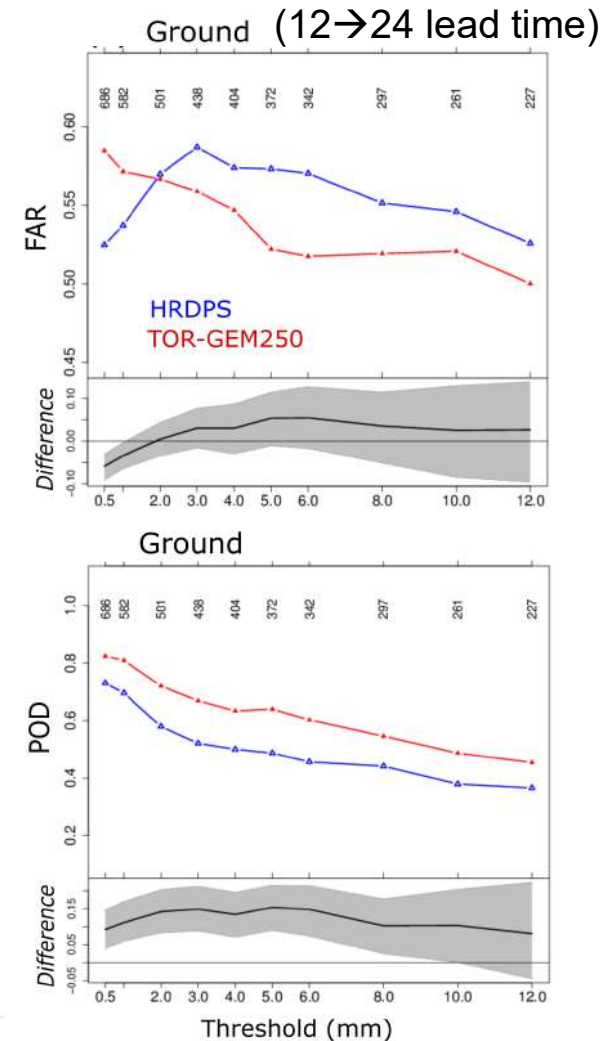 Ground (12→24 lead time)
686 582 501 438 404 372 342 297 261 227
0.60
0.55
FAR
0.50
0.45
HRDPS
TOR-GEM250
0.10
Difference
0.00
-0.10
0.5 2.0 3.0 4.0 5.0 6.0 8.0 10.0 12.0
Ground
686 582 501 438 404 372 342 297 261 227
1.0
0.8
POD
0.6
0.4
0.2
0.15
Difference
0.05
-0.05
0.5 2.0 3.0 4.0 5.0 6.0 8.0 10.0 12.0
Threshold (mm)